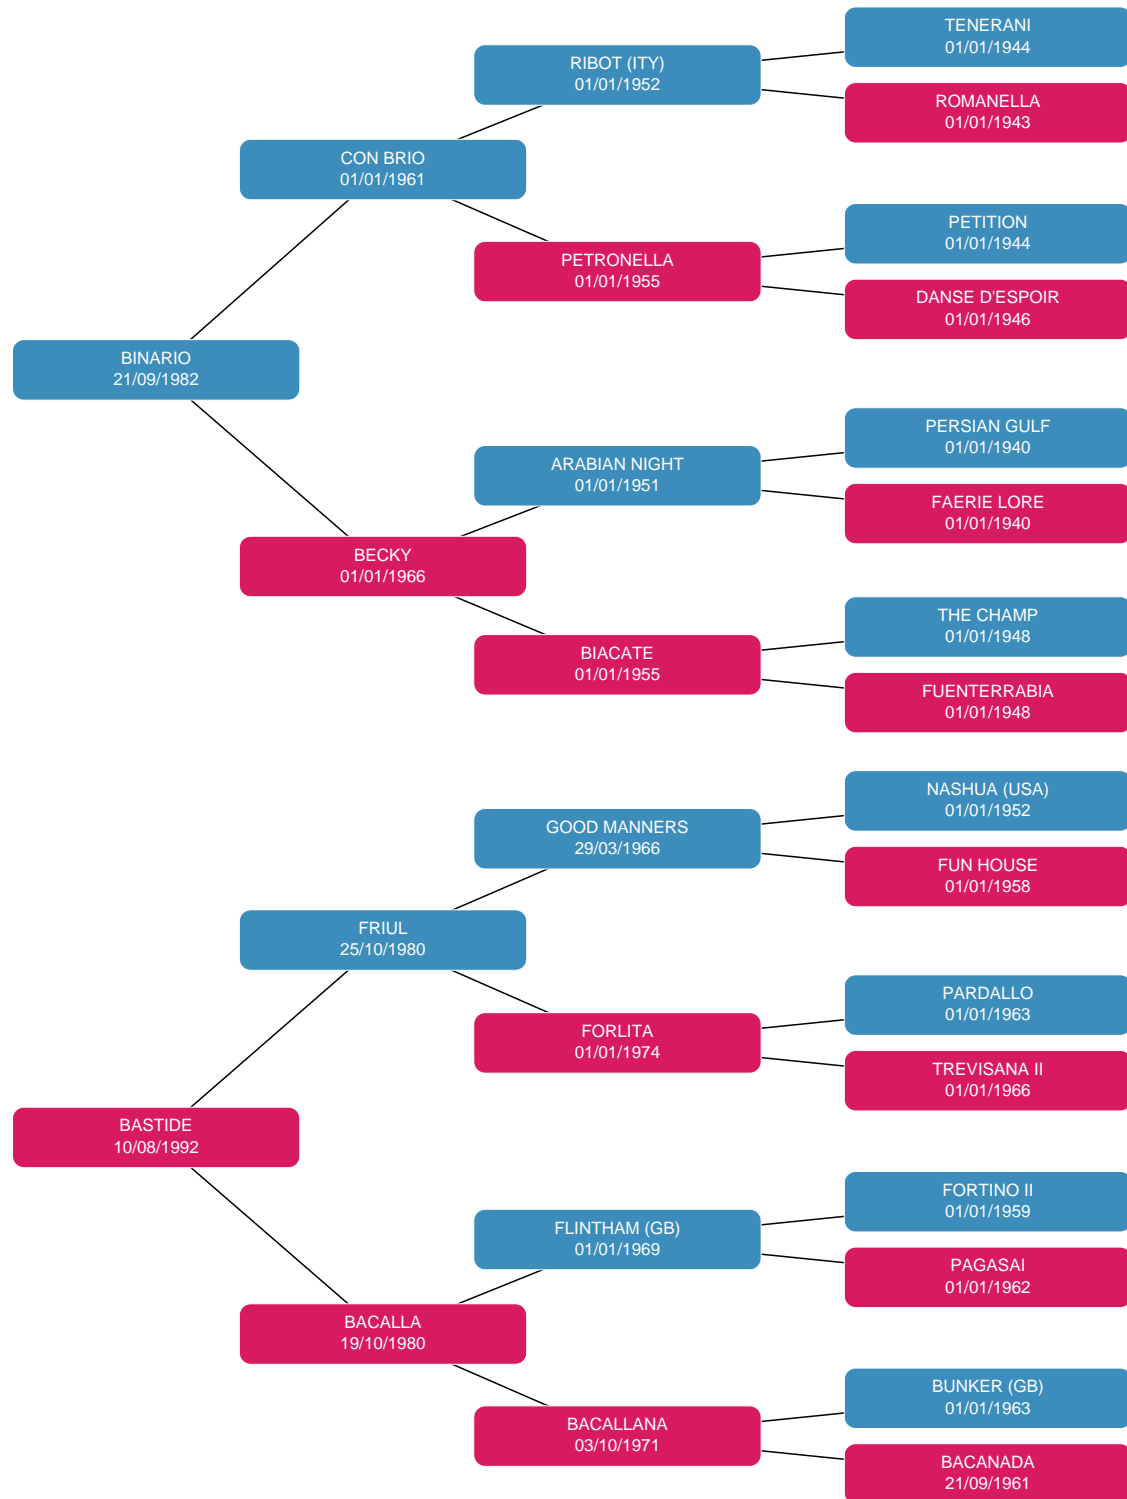 TENERANI
01/01/1944
RIBOT (ITY)
01/01/1952
ROMANELLA
01/01/1943
CON BRIO
01/01/1961
PETITION
01/01/1944
PETRONELLA
01/01/1955
DANSE D'ESPOIR
01/01/1946
BINARIO
21/09/1982
PERSIAN GULF
01/01/1940
ARABIAN NIGHT
01/01/1951
FAERIE LORE
01/01/1940
BECKY
01/01/1966
THE CHAMP
01/01/1948
BIACATE
01/01/1955
FUENTERRABIA
01/01/1948
NASHUA (USA)
01/01/1952
GOOD MANNERS
29/03/1966
FUN HOUSE
01/01/1958
FRIUL
25/10/1980
PARDALLO
01/01/1963
FORLITA
01/01/1974
TREVISANA II
01/01/1966
BASTIDE
10/08/1992
FORTINO II
01/01/1959
FLINTHAM (GB)
01/01/1969
PAGASAI
01/01/1962
BACALLA
19/10/1980
BUNKER (GB)
01/01/1963
BACALLANA
03/10/1971
BACANADA
21/09/1961